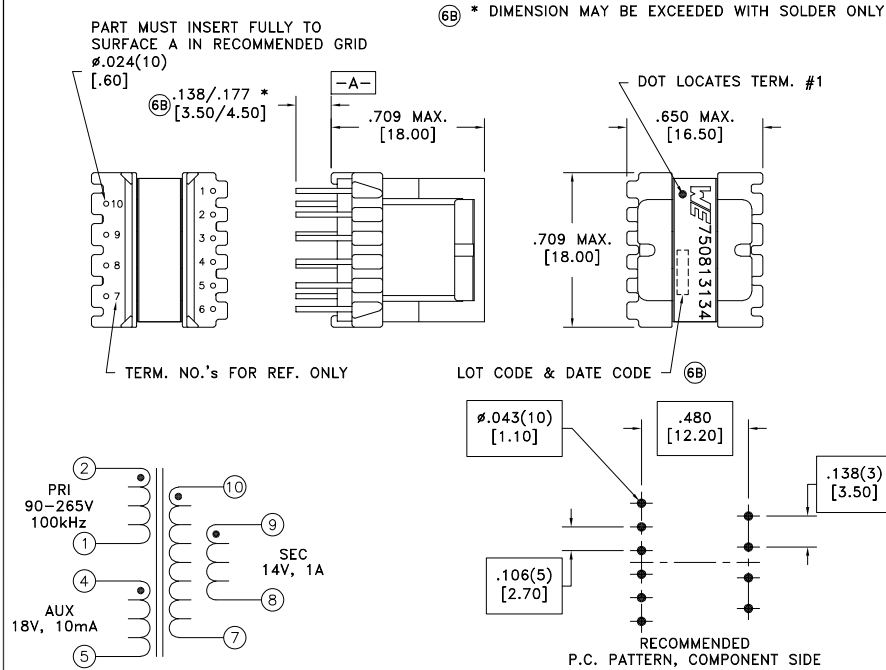 6B * DIMENSION MAY BE EXCEEDED WITH SOLDER ONLY
PART MUST INSERT FULLY TO
SURFACE A IN RECOMMENDED GRID
ø.024(10)
[.60]
6B .138/.177 *
[3.50/4.50]
-A-
.709 MAX.
[18.00]
DOT LOCATES TERM. #1
.650 MAX.
[16.50]
10
9
8
7
1
2
3
4
5
6
.709 MAX.
[18.00]
WE 750813134
TERM. NO.'s FOR REF. ONLY
LOT CODE & DATE CODE 6B
2
PRI
90-265V
100kHz
1
4
AUX
18V, 10mA
5
10
9
SEC
14V, 1A
8
7
ø.043(10)
[1.10]
.480
[12.20]
.138(3)
[3.50]
.106(5)
[2.70]
RECOMMENDED
P.C. PATTERN, COMPONENT SIDE